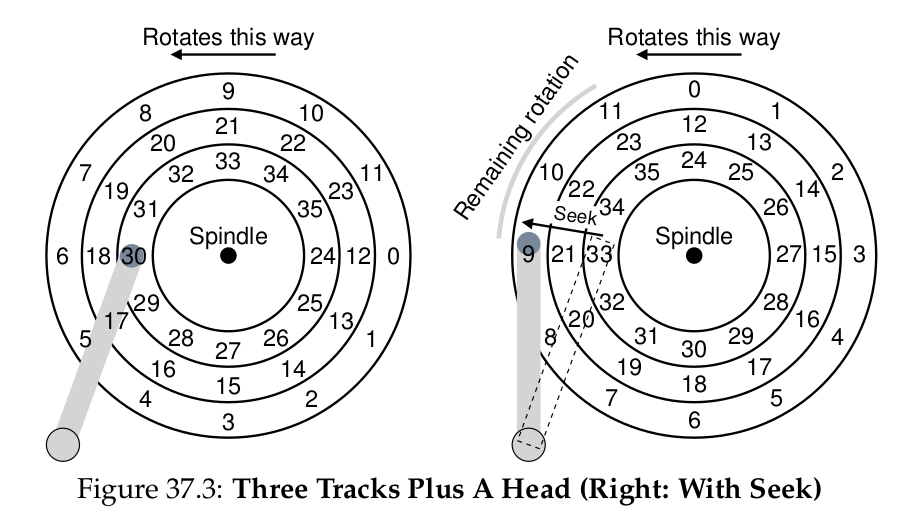 Rotates this way
9
8 10
21
20 22
7 33 11
32 34
19 23
31 35
Spindle
6 18 30 24 12 0
29 25
17 13
5 28 26 1
27
16 14
4 15 2
3
Rotates this way
Remaining rotation
0
11 1
12
23 13
10 24 2
35 25
22 14
34 26
Seek
Spindle
9 21 33 27 15 3
32 28
20 16
8 31 29 4
30
19 17
7 18 5
6
Figure 37.3: Three Tracks Plus A Head (Right: With Seek)